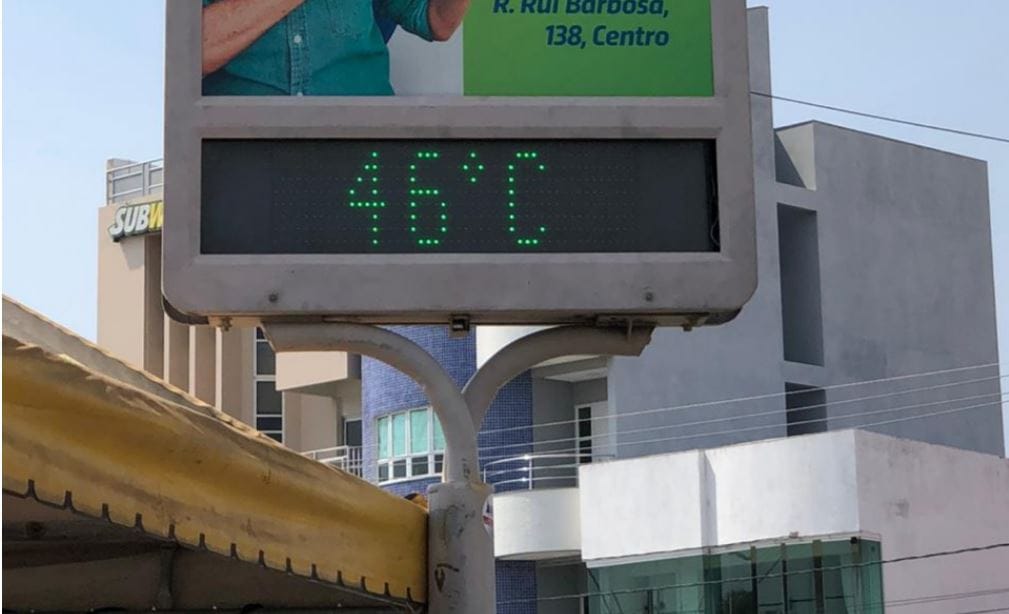 R. Rui Barbosa,
138, Centro
46°C
SUBW